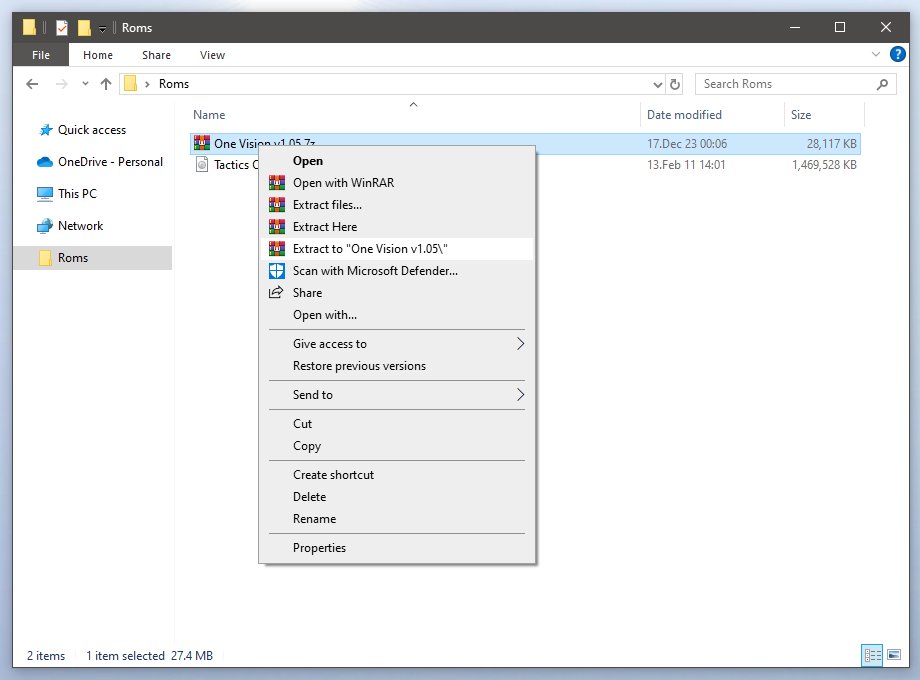 Roms
File Home Share View
Roms
Search Roms
Name Date modified Size
Quick access
OneDrive - Personal
This PC
Network
Roms
One Vision v1.05.7z 17.Dec 23 00:06 28,117 KB
Tactics 13.Feb 11 14:01 1,469,528 KB
Open
Open with WinRAR
Extract files...
Extract Here
Extract to "One Vision v1.05\"
Scan with Microsoft Defender...
Share
Open with...
Give access to
Restore previous versions
Send to
Cut
Copy
Create shortcut
Delete
Rename
Properties
2 items 1 item selected 27.4 MB